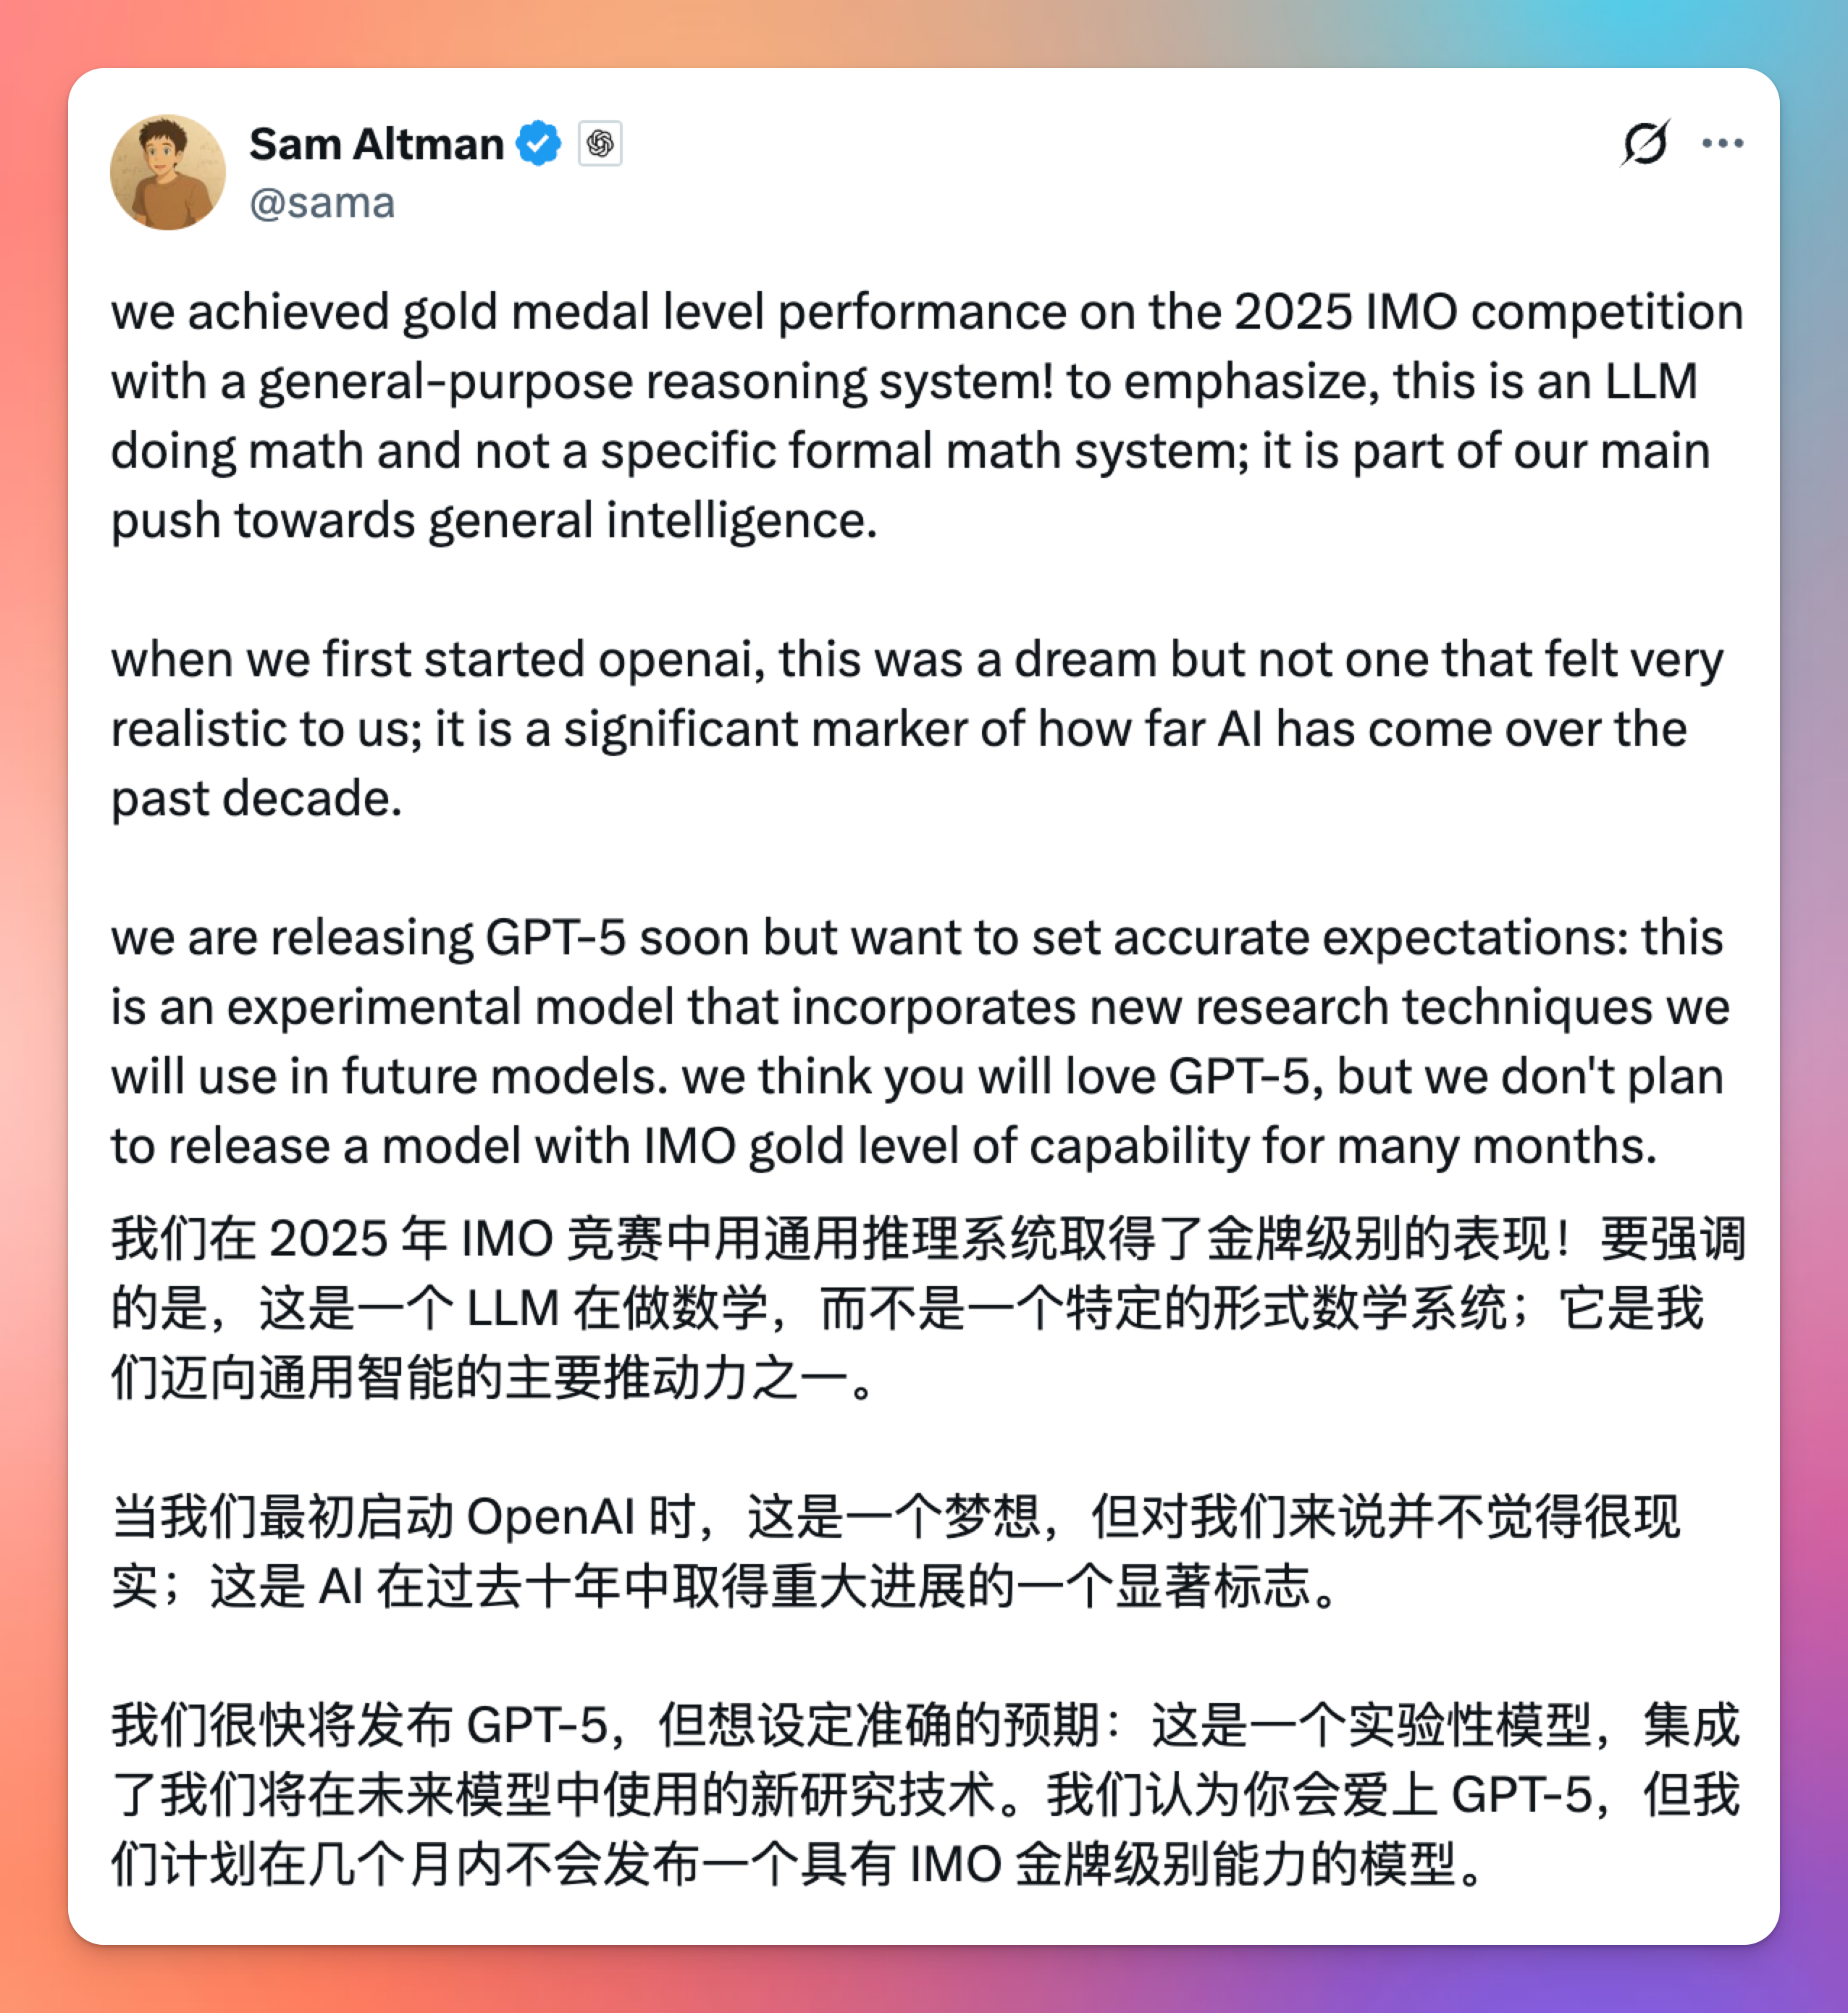 Sam Altman
@sama
we achieved gold medal level performance on the 2025 IMO competition
with a general-purpose reasoning system! to emphasize, this is an LLM
doing math and not a specific formal math system; it is part of our main
push towards general intelligence.
when we first started openai, this was a dream but not one that felt very
realistic to us; it is a significant marker of how far AI has come over the
past decade.
we are releasing GPT-5 soon but want to set accurate expectations: this
is an experimental model that incorporates new research techniques we
will use in future models. we think you will love GPT-5, but we don't plan
to release a model with IMO gold level of capability for many months.
我们在 2025 年 IMO 竞赛中用通用推理系统取得了金牌级别的表现！要强调
的是，这是一个 LLM 在做数学，而不是一个特定的形式数学系统；它是我
们迈向通用智能的主要推动力之一。
当我们最初启动 OpenAI 时，这是一个梦想，但对我们来说并不觉得很现
实；这是 AI 在过去十年中取得重大进展的一个显著标志。
我们很快将发布 GPT-5，但想设定准确的预期：这是一个实验性模型，集成
了我们将在未来模型中使用的新研究技术。我们认为你会爱上 GPT-5，但我
们计划在几个月内不会发布一个具有 IMO 金牌级别能力的模型。